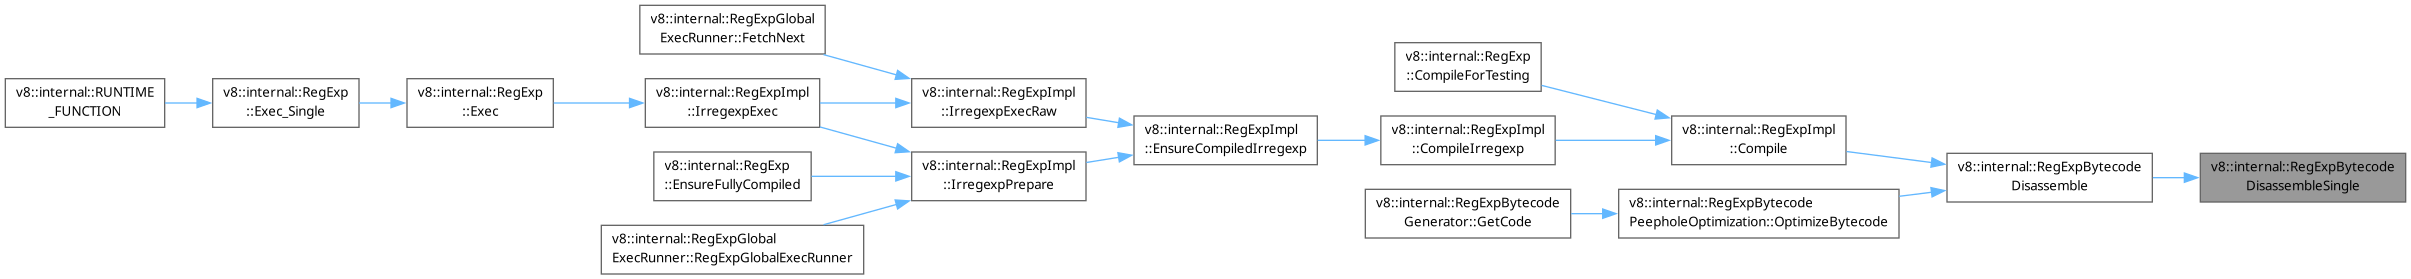 v8::internal::RUNTIME
_FUNCTION
v8::internal::RegExp
::Exec_Single
v8::internal::RegExp
::Exec
v8::internal::RegExpGlobal
ExecRunner::FetchNext
v8::internal::RegExpImpl
::IrregexpExec
v8::internal::RegExp
::EnsureFullyCompiled
v8::internal::RegExpGlobal
ExecRunner::RegExpGlobalExecRunner
v8::internal::RegExpImpl
::IrregexpExecRaw
v8::internal::RegExpImpl
::IrregexpPrepare
v8::internal::RegExpImpl
::EnsureCompiledIrregexp
v8::internal::RegExp
::CompileForTesting
v8::internal::RegExpImpl
::CompileIrregexp
v8::internal::RegExpBytecode
Generator::GetCode
v8::internal::RegExpImpl
::Compile
v8::internal::RegExpBytecode
PeepholeOptimization::OptimizeBytecode
v8::internal::RegExpBytecode
Disassemble
v8::internal::RegExpBytecode
DisassembleSingle